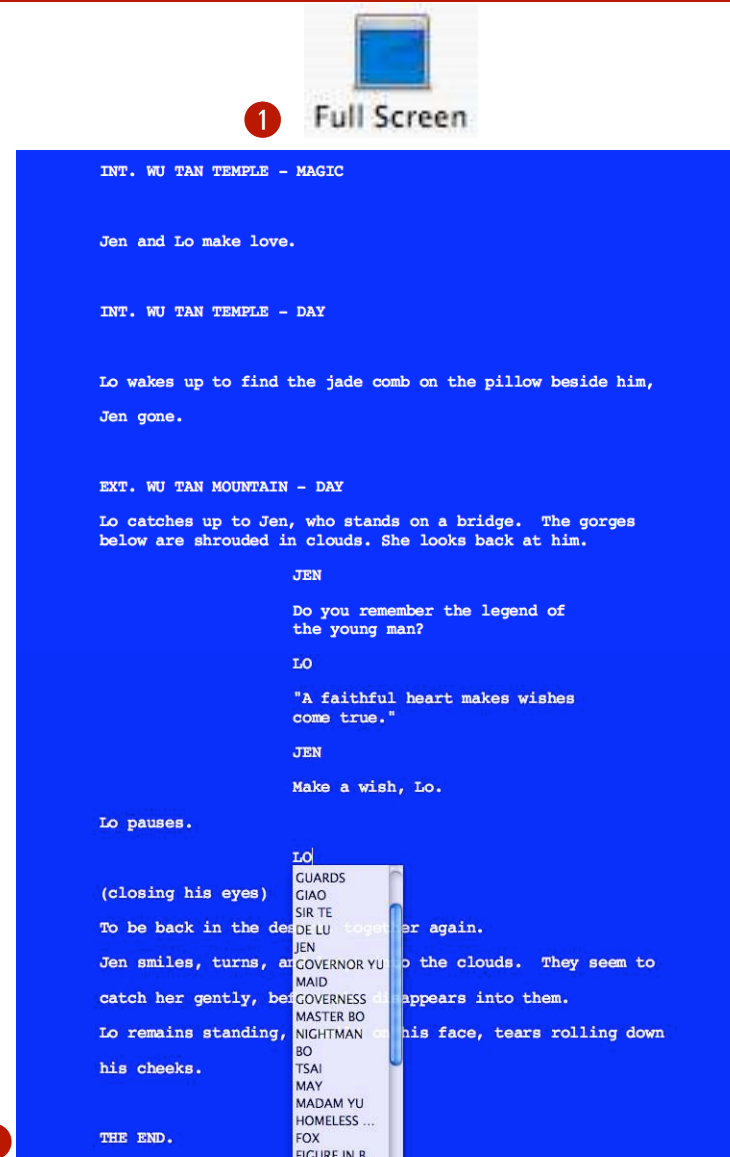 1
Full Screen
INT. WU TAN TEMPLE – MAGIC
Jen and Lo make love.
INT. WU TAN TEMPLE – DAY
Lo wakes up to find the jade comb on the pillow beside him,
Jen gone.
EXT. WU TAN MOUNTAIN – DAY
Lo catches up to Jen, who stands on a bridge. The gorges
below are shrouded in clouds. She looks back at him.
JEN
Do you remember the legend of
the young man?
LO
"A faithful heart makes wishes
come true."
JEN
Make a wish, Lo.
Lo pauses.
LO
GUARDS
(closing his eyes)
GIAO
SIR TE
To be back in the together again.
DE LU
JEN
Jen smiles, turns, the clouds. They seem to
GOVERNOR YU
MAID
catch her gently, into them.
GOVERNESS
MASTER BO
Lo remains standing, his face, tears rolling down
NIGHTMAN
BO
his cheeks.
TSAI
MAY
MADAM YU
HOMELESS ...
THE END.
FOX
FIGURE IN B